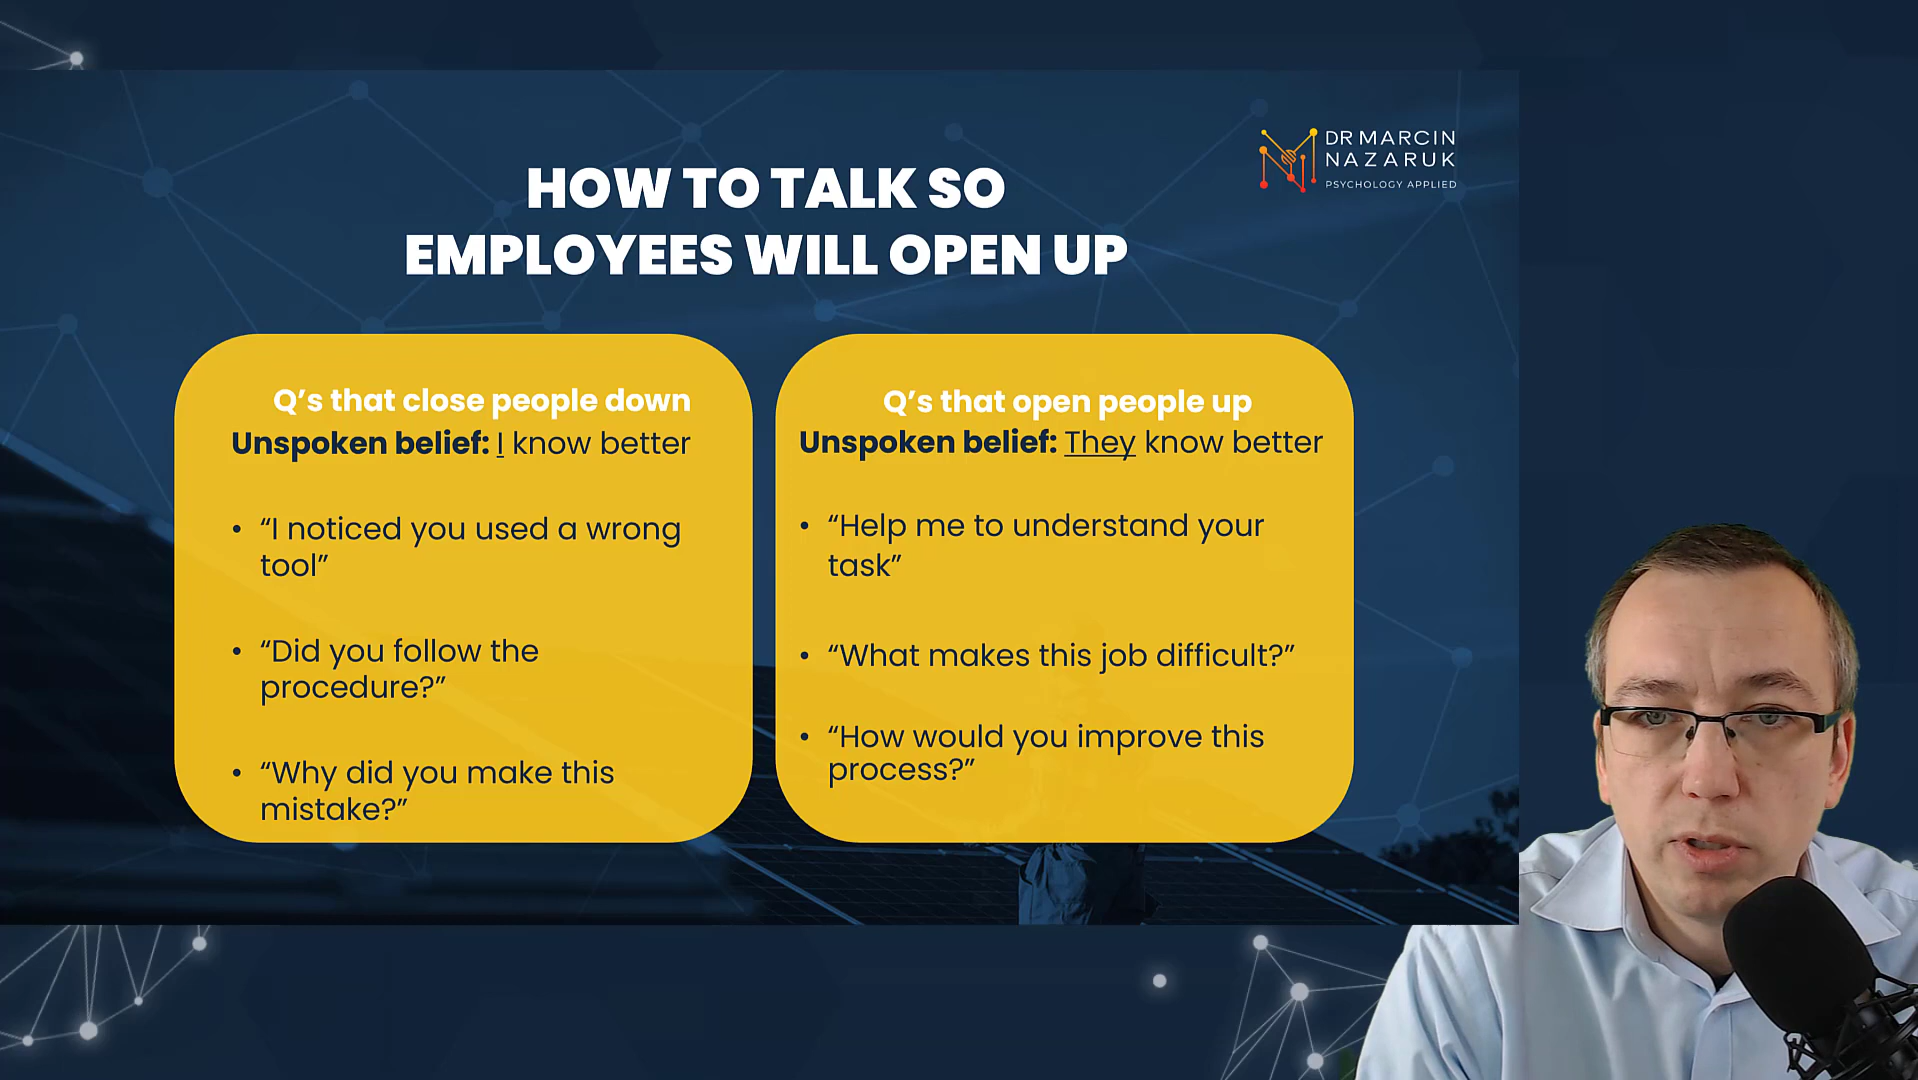 DR MARCIN
NAZARUK
PSYCHOLOGY APPLIED
HOW TO TALK SO
EMPLOYEES WILL OPEN UP
Q’s that close people down
Unspoken belief: I know better
• “I noticed you used a wrong
tool”
• “Did you follow the
procedure?”
• “Why did you make this
mistake?”
Q’s that open people up
Unspoken belief: They know better
• “Help me to understand your
task”
• “What makes this job difficult?”
• “How would you improve this
process?”